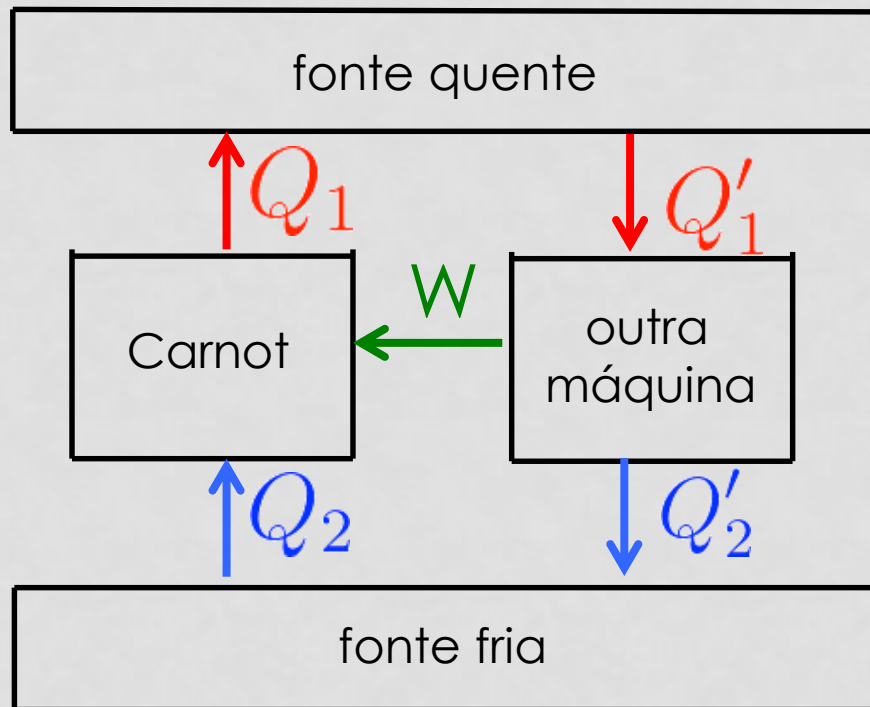 fonte quente
Q₁
Q′₁
W
Carnot
outra
máquina
Q₂
Q′₂
fonte fria